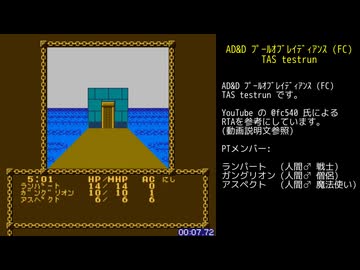 AD&D ﾌﾟｰﾙｵﾌﾞﾚｲﾃﾞｨｱﾝｽ (FC)
TAS testrun
AD&D ﾌﾟｰﾙｵﾌﾞﾚｲﾃﾞｨｱﾝｽ (FC)
TAS testrun です。
YouTube の @fc540 氏による
RTAを参考にしています。
(動画説明文参照)
PTメンバー:
ランパート (人間♂ 戦士)
ガングリオン (人間♂ 僧侶)
アスペクト (人間♂ 魔法使い)
5:01 HP/MHP AC にし
ランパート 14/ 14 0
ガングリオン 10/ 10 1
アスペクト 6/ 6 6
00:07.72